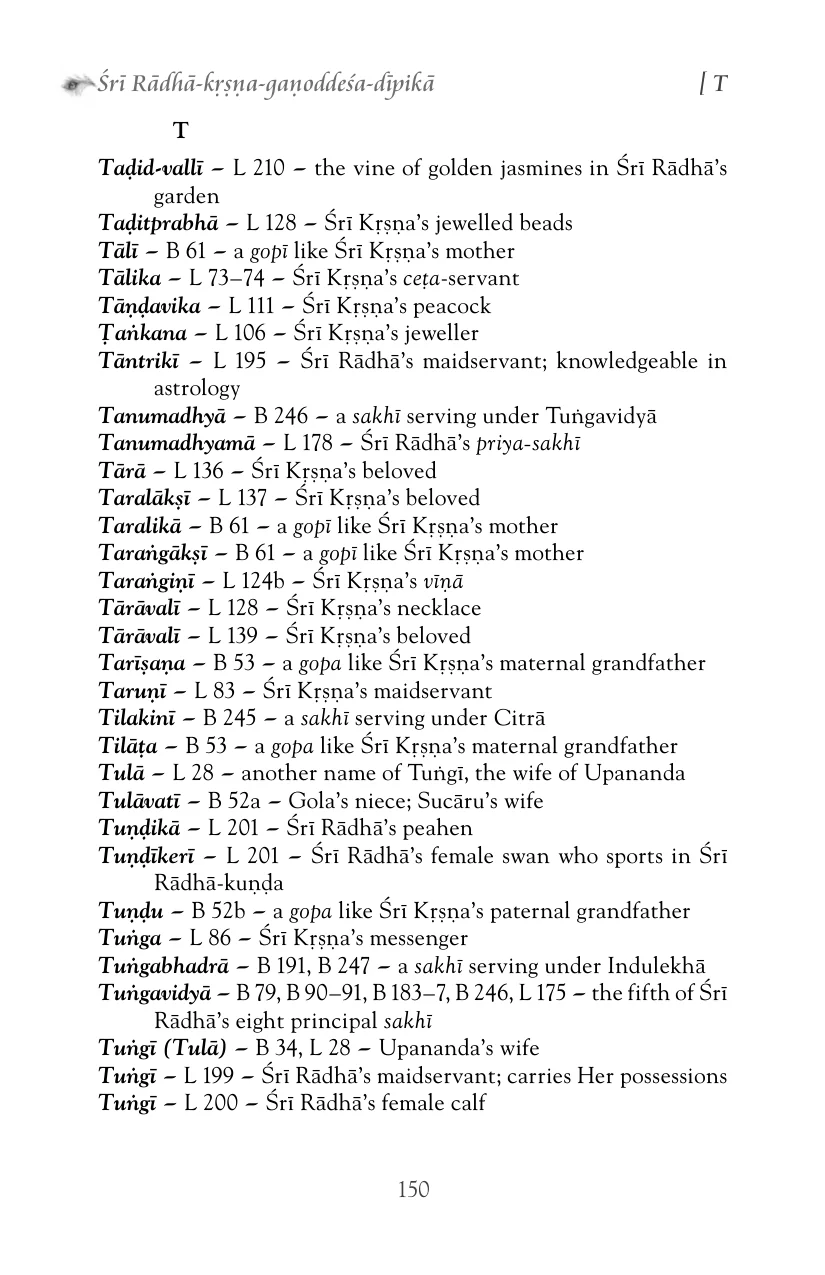 Śrī Rādhā-kṛṣṇa-gaṇoddeśa-dīpikā [ T
T
Taḍid-vallī – L 210 – the vine of golden jasmines in Śrī Rādhā’s
garden
Taḍitprabhā – L 128 – Śrī Kṛṣṇa’s jewelled beads
Tālī – B 61 – a gopī like Śrī Kṛṣṇa’s mother
Tālika – L 73–74 – Śrī Kṛṣṇa’s ceṭa-servant
Tāṇḍavika – L 111 – Śrī Kṛṣṇa’s peacock
Ṭaṅkana – L 106 – Śrī Kṛṣṇa’s jeweller
Tāntrikī – L 195 – Śrī Rādhā’s maidservant; knowledgeable in
astrology
Tanumadhyā – B 246 – a sakhī serving under Tuṅgavidyā
Tanumadhyamā – L 178 – Śrī Rādhā’s priya-sakhī
Tārā – L 136 – Śrī Kṛṣṇa’s beloved
Taralākṣī – L 137 – Śrī Kṛṣṇa’s beloved
Taralikā – B 61 – a gopī like Śrī Kṛṣṇa’s mother
Taraṅgākṣī – B 61 – a gopī like Śrī Kṛṣṇa’s mother
Taraṅgiṇī – L 124b – Śrī Kṛṣṇa’s vīṇā
Tārāvalī – L 128 – Śrī Kṛṣṇa’s necklace
Tārāvalī – L 139 – Śrī Kṛṣṇa’s beloved
Tarīṣaṇa – B 53 – a gopa like Śrī Kṛṣṇa’s maternal grandfather
Taruṇī – L 83 – Śrī Kṛṣṇa’s maidservant
Tilakinī – B 245 – a sakhī serving under Citrā
Tilāṭa – B 53 – a gopa like Śrī Kṛṣṇa’s maternal grandfather
Tulā – L 28 – another name of Tuṅgī, the wife of Upananda
Tulāvatī – B 52a – Gola’s niece; Sucāru’s wife
Tuṇḍikā – L 201 – Śrī Rādhā’s peahen
Tuṇḍīkerī – L 201 – Śrī Rādhā’s female swan who sports in Śrī
Rādhā-kuṇḍa
Tuṇḍu – B 52b – a gopa like Śrī Kṛṣṇa’s paternal grandfather
Tuṅga – L 86 – Śrī Kṛṣṇa’s messenger
Tuṅgabhadrā – B 191, B 247 – a sakhī serving under Indulekhā
Tuṅgavidyā – B 79, B 90–91, B 183–7, B 246, L 175 – the fifth of Śrī
Rādhā’s eight principal sakhī
Tuṅgī (Tulā) – B 34, L 28 – Upananda’s wife
Tuṅgī – L 199 – Śrī Rādhā’s maidservant; carries Her possessions
Tuṅgī – L 200 – Śrī Rādhā’s female calf
150